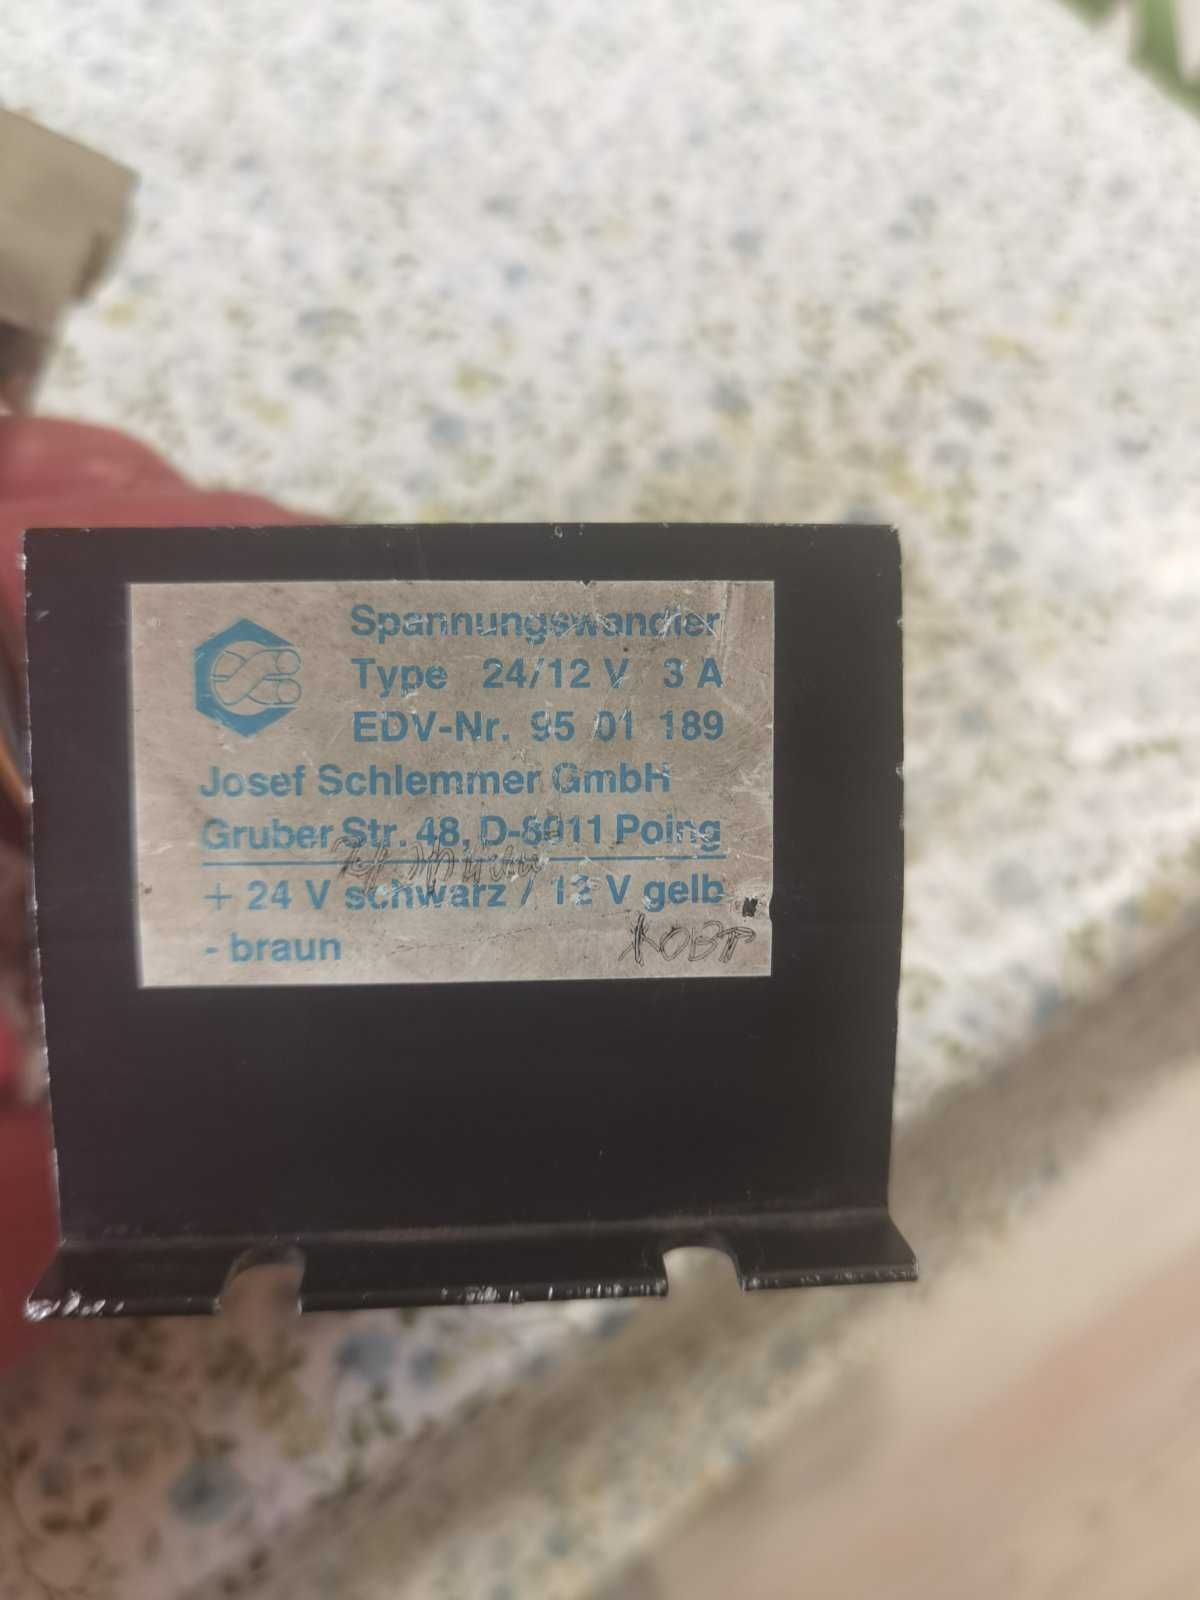 Spannungswandler
Type 24/12 V 3 A
EDV-Nr. 95 01 189
Josef Schlemmer GmbH
Gruber Str. 48, D-8011 Poing
+ 24 V schwarz / 12 V gelb
- braun